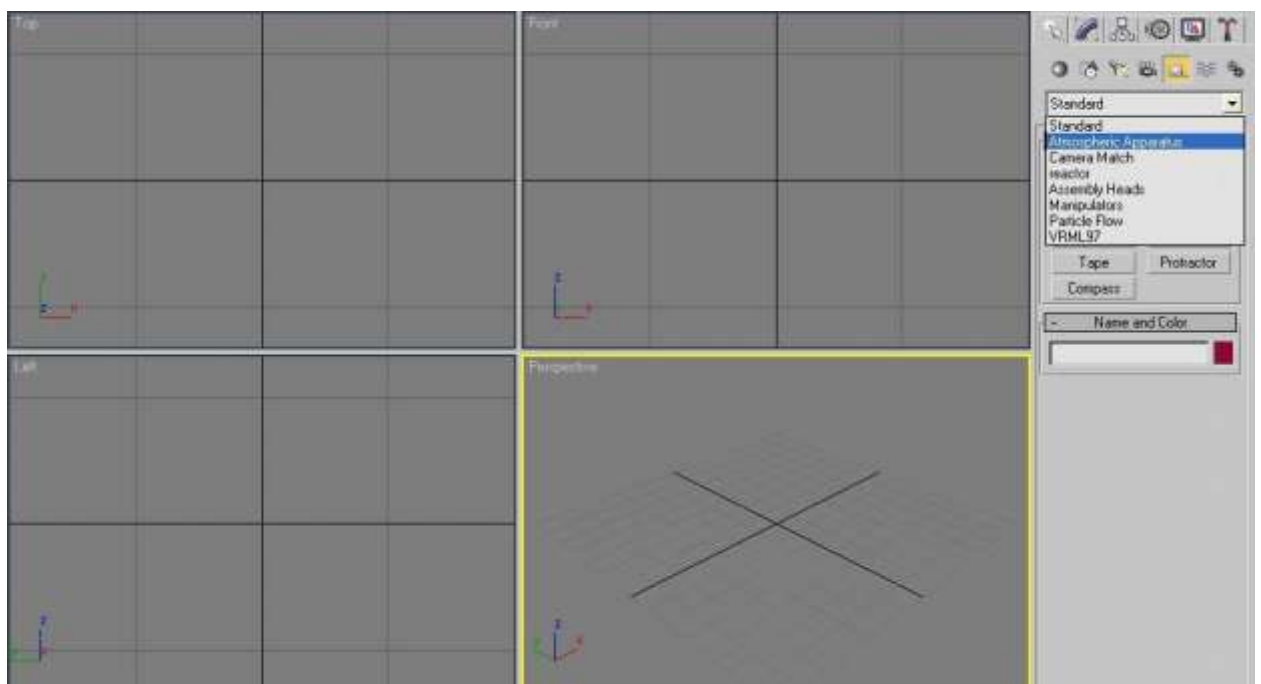 Top
Front
Standard
Standard
Atmospheric Apparatus
Camera Match
reactor
Assembly Heads
Manipulators
Particle Flow
VRML97
Tape Protractor
Compass
- Name and Color
z x
z
Left
Perspective
z
z x